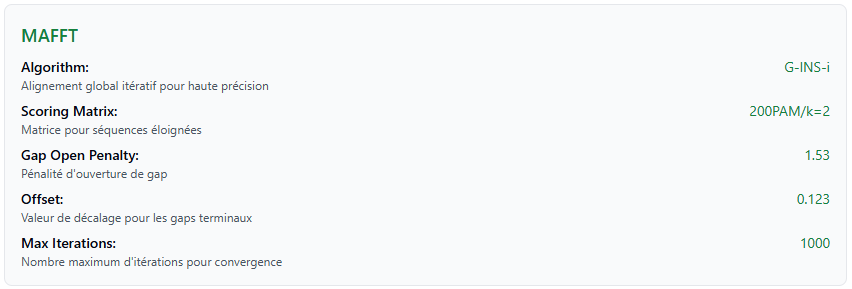 MAFFT
Algorithm: G-INS-i
Alignement global itératif pour haute précision
Scoring Matrix: 200PAM/k=2
Matrice pour séquences éloignées
Gap Open Penalty: 1.53
Pénalité d'ouverture de gap
Offset: 0.123
Valeur de décalage pour les gaps terminaux
Max Iterations: 1000
Nombre maximum d'itérations pour convergence